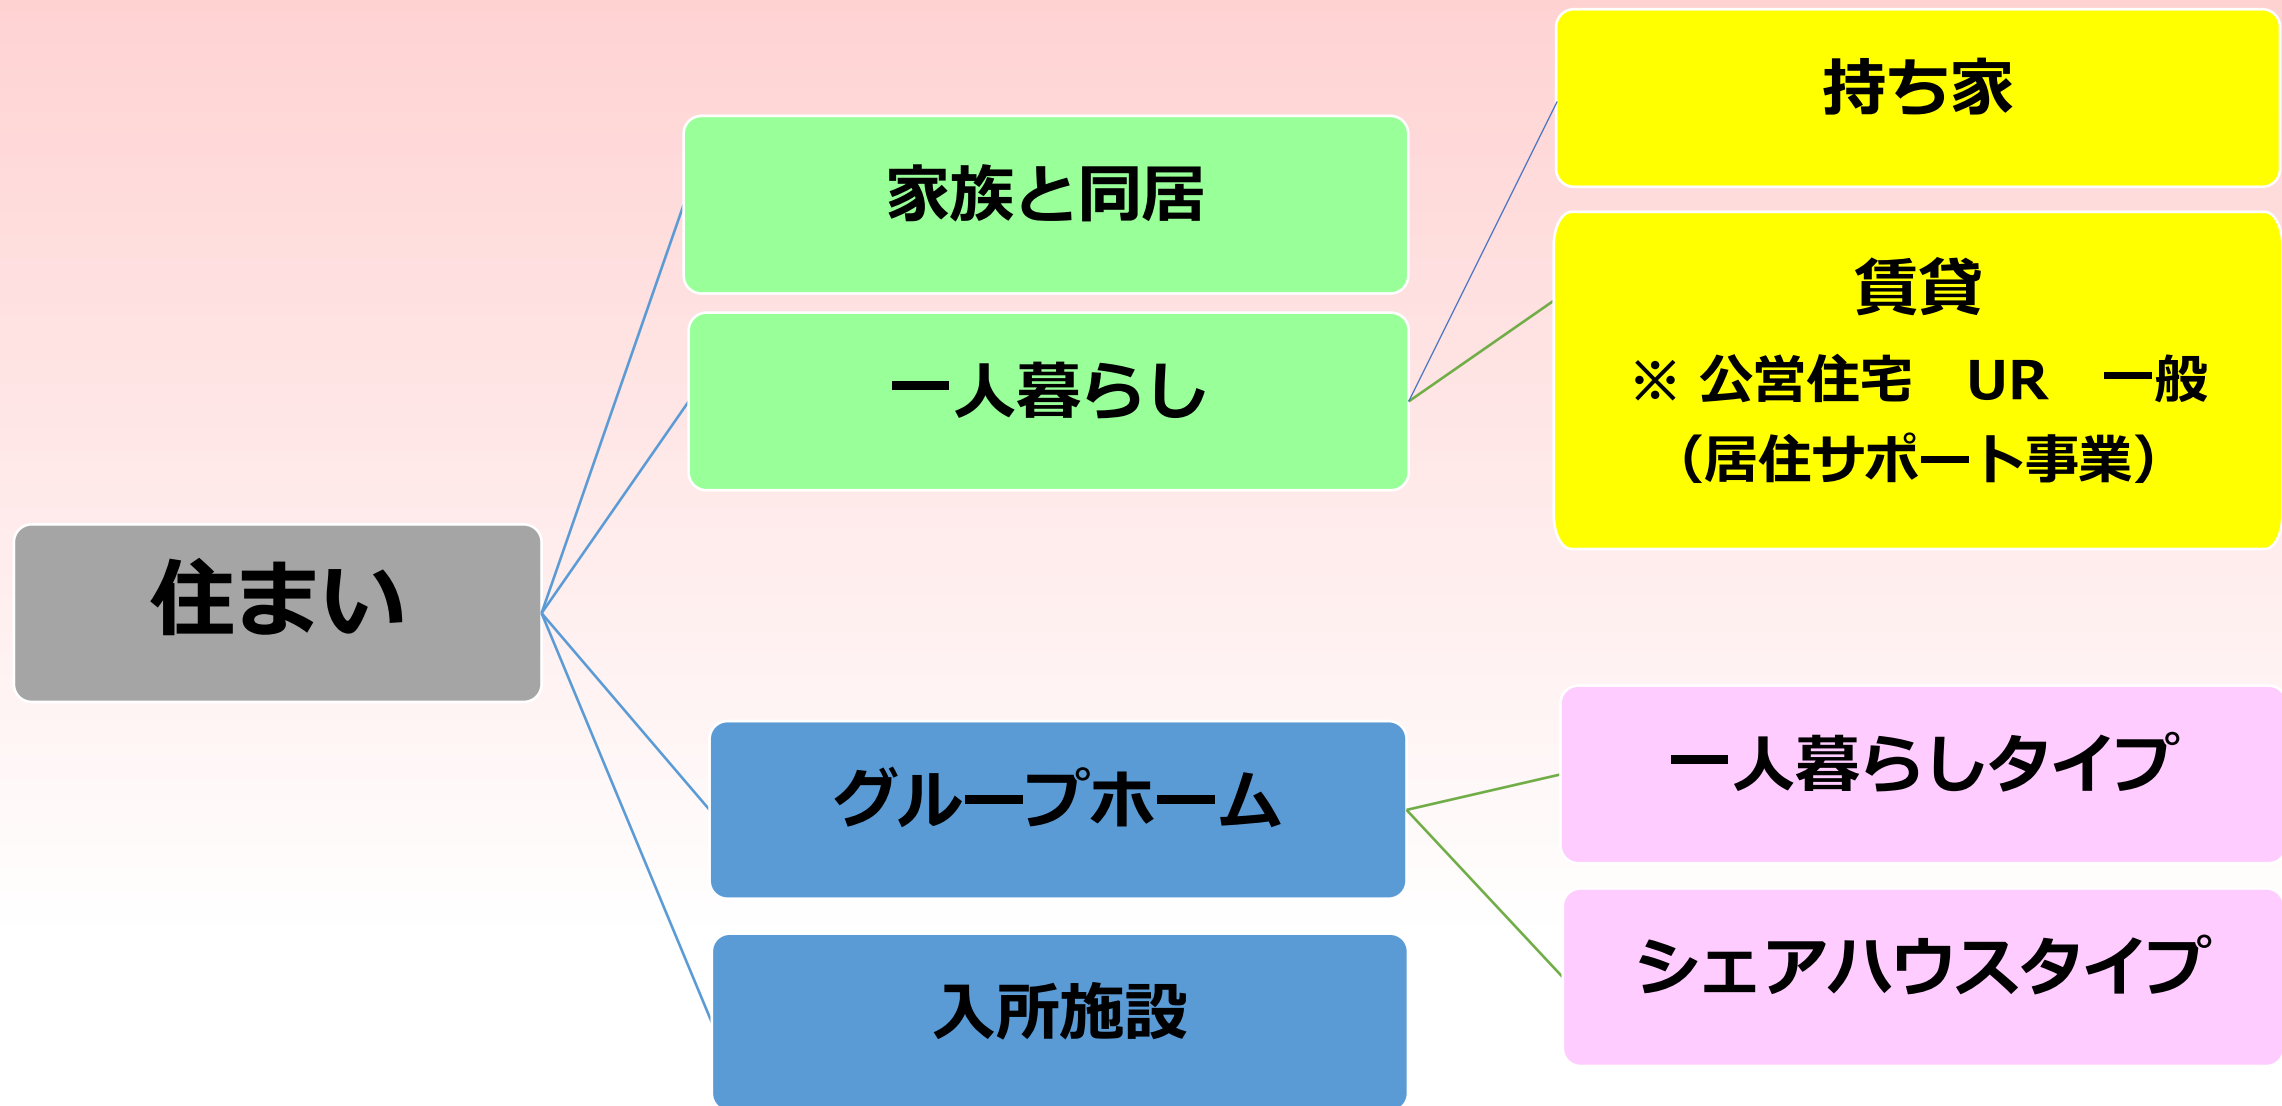 住まい
家族と同居
一人暮らし
グループホーム
入所施設
持ち家
賃貸
※ 公営住宅　UR　一般
（居住サポート事業）
一人暮らしタイプ
シェアハウスタイプ